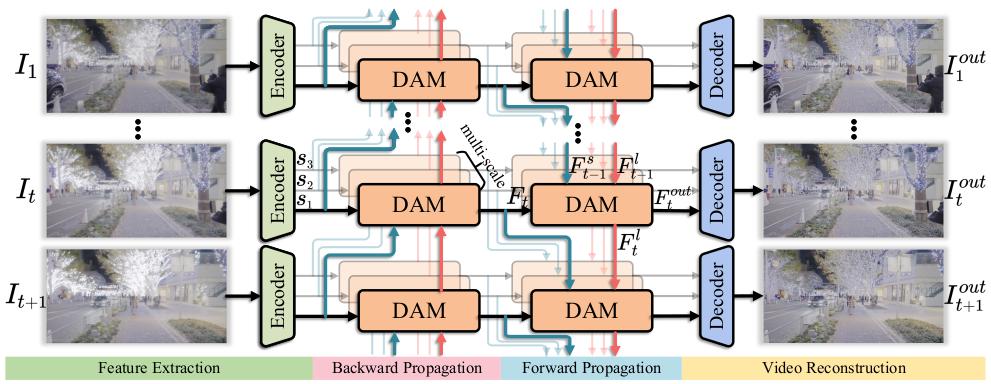 I_1
Encoder
DAM
DAM
Decoder
I_1^{out}
I_t
Encoder
s_3
s_2
s_1
DAM
multi-scale
F_t
F_{t-1}^s
F_{t-1}^l
DAM
F_t^{out}
F_t^l
Decoder
I_t^{out}
I_{t+1}
Encoder
DAM
DAM
Decoder
I_{t+1}^{out}
Feature Extraction
Backward Propagation
Forward Propagation
Video Reconstruction